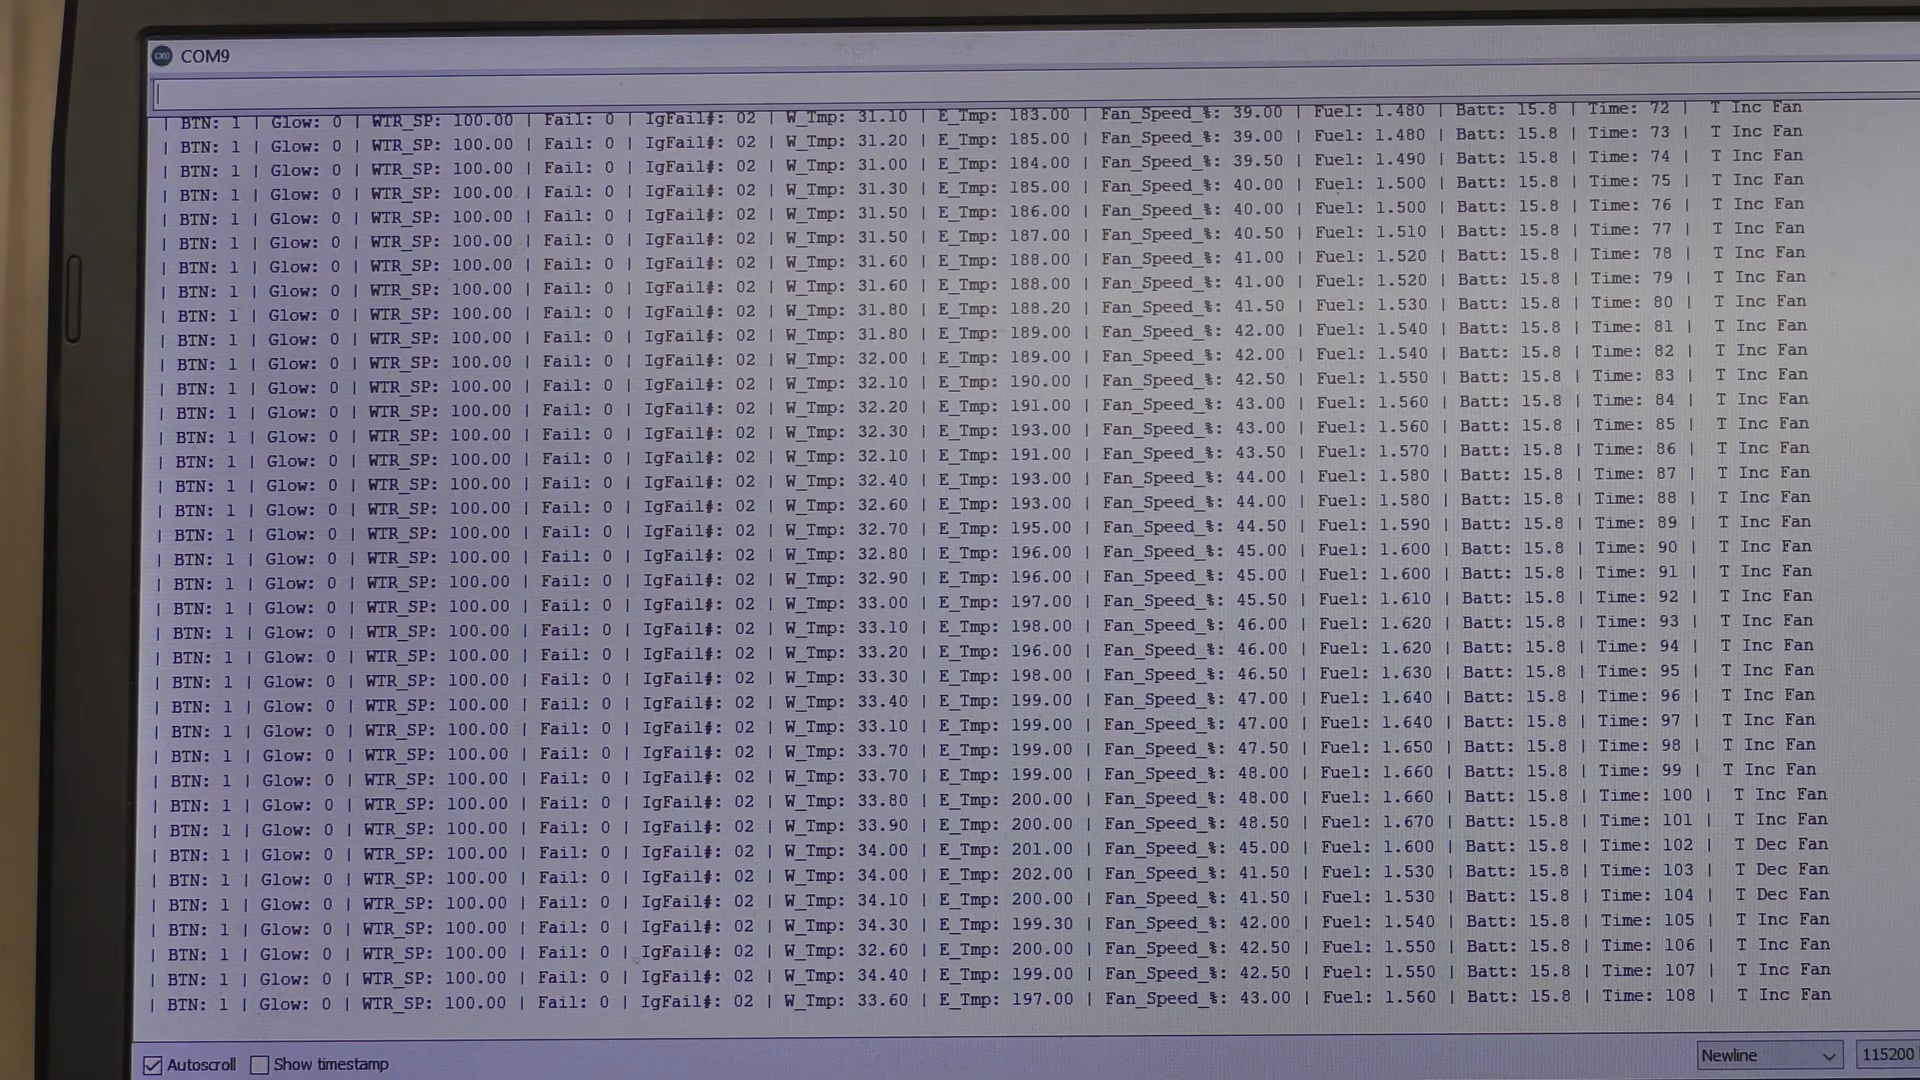 COM9
| BTN: 1 | Glow: 0 | WTR_SP: 100.00 | Fail: 0 | IgFail#: 02 | W_Tmp: 31.10 | E_Tmp: 183.00 | Fan_Speed_%: 39.00 | Fuel: 1.480 | Batt: 15.8 | Time: 72 | T Inc Fan
| BTN: 1 | Glow: 0 | WTR_SP: 100.00 | Fail: 0 | IgFail#: 02 | W_Tmp: 31.20 | E_Tmp: 185.00 | Fan_Speed_%: 39.00 | Fuel: 1.480 | Batt: 15.8 | Time: 73 | T Inc Fan
| BTN: 1 | Glow: 0 | WTR_SP: 100.00 | Fail: 0 | IgFail#: 02 | W_Tmp: 31.00 | E_Tmp: 184.00 | Fan_Speed_%: 39.50 | Fuel: 1.490 | Batt: 15.8 | Time: 74 | T Inc Fan
| BTN: 1 | Glow: 0 | WTR_SP: 100.00 | Fail: 0 | IgFail#: 02 | W_Tmp: 31.30 | E_Tmp: 185.00 | Fan_Speed_%: 40.00 | Fuel: 1.500 | Batt: 15.8 | Time: 75 | T Inc Fan
| BTN: 1 | Glow: 0 | WTR_SP: 100.00 | Fail: 0 | IgFail#: 02 | W_Tmp: 31.50 | E_Tmp: 186.00 | Fan_Speed_%: 40.00 | Fuel: 1.500 | Batt: 15.8 | Time: 76 | T Inc Fan
| BTN: 1 | Glow: 0 | WTR_SP: 100.00 | Fail: 0 | IgFail#: 02 | W_Tmp: 31.50 | E_Tmp: 187.00 | Fan_Speed_%: 40.50 | Fuel: 1.510 | Batt: 15.8 | Time: 77 | T Inc Fan
| BTN: 1 | Glow: 0 | WTR_SP: 100.00 | Fail: 0 | IgFail#: 02 | W_Tmp: 31.60 | E_Tmp: 188.00 | Fan_Speed_%: 41.00 | Fuel: 1.520 | Batt: 15.8 | Time: 78 | T Inc Fan
| BTN: 1 | Glow: 0 | WTR_SP: 100.00 | Fail: 0 | IgFail#: 02 | W_Tmp: 31.60 | E_Tmp: 188.00 | Fan_Speed_%: 41.00 | Fuel: 1.520 | Batt: 15.8 | Time: 79 | T Inc Fan
| BTN: 1 | Glow: 0 | WTR_SP: 100.00 | Fail: 0 | IgFail#: 02 | W_Tmp: 31.80 | E_Tmp: 188.20 | Fan_Speed_%: 41.50 | Fuel: 1.530 | Batt: 15.8 | Time: 80 | T Inc Fan
| BTN: 1 | Glow: 0 | WTR_SP: 100.00 | Fail: 0 | IgFail#: 02 | W_Tmp: 31.80 | E_Tmp: 189.00 | Fan_Speed_%: 42.00 | Fuel: 1.540 | Batt: 15.8 | Time: 81 | T Inc Fan
| BTN: 1 | Glow: 0 | WTR_SP: 100.00 | Fail: 0 | IgFail#: 02 | W_Tmp: 32.00 | E_Tmp: 189.00 | Fan_Speed_%: 42.00 | Fuel: 1.540 | Batt: 15.8 | Time: 82 | T Inc Fan
| BTN: 1 | Glow: 0 | WTR_SP: 100.00 | Fail: 0 | IgFail#: 02 | W_Tmp: 32.10 | E_Tmp: 190.00 | Fan_Speed_%: 42.50 | Fuel: 1.550 | Batt: 15.8 | Time: 83 | T Inc Fan
| BTN: 1 | Glow: 0 | WTR_SP: 100.00 | Fail: 0 | IgFail#: 02 | W_Tmp: 32.20 | E_Tmp: 191.00 | Fan_Speed_%: 43.00 | Fuel: 1.560 | Batt: 15.8 | Time: 84 | T Inc Fan
| BTN: 1 | Glow: 0 | WTR_SP: 100.00 | Fail: 0 | IgFail#: 02 | W_Tmp: 32.30 | E_Tmp: 193.00 | Fan_Speed_%: 43.00 | Fuel: 1.560 | Batt: 15.8 | Time: 85 | T Inc Fan
| BTN: 1 | Glow: 0 | WTR_SP: 100.00 | Fail: 0 | IgFail#: 02 | W_Tmp: 32.10 | E_Tmp: 191.00 | Fan_Speed_%: 43.50 | Fuel: 1.570 | Batt: 15.8 | Time: 86 | T Inc Fan
| BTN: 1 | Glow: 0 | WTR_SP: 100.00 | Fail: 0 | IgFail#: 02 | W_Tmp: 32.40 | E_Tmp: 193.00 | Fan_Speed_%: 44.00 | Fuel: 1.580 | Batt: 15.8 | Time: 87 | T Inc Fan
| BTN: 1 | Glow: 0 | WTR_SP: 100.00 | Fail: 0 | IgFail#: 02 | W_Tmp: 32.60 | E_Tmp: 193.00 | Fan_Speed_%: 44.00 | Fuel: 1.580 | Batt: 15.8 | Time: 88 | T Inc Fan
| BTN: 1 | Glow: 0 | WTR_SP: 100.00 | Fail: 0 | IgFail#: 02 | W_Tmp: 32.70 | E_Tmp: 195.00 | Fan_Speed_%: 44.50 | Fuel: 1.590 | Batt: 15.8 | Time: 89 | T Inc Fan
| BTN: 1 | Glow: 0 | WTR_SP: 100.00 | Fail: 0 | IgFail#: 02 | W_Tmp: 32.80 | E_Tmp: 196.00 | Fan_Speed_%: 45.00 | Fuel: 1.600 | Batt: 15.8 | Time: 90 | T Inc Fan
| BTN: 1 | Glow: 0 | WTR_SP: 100.00 | Fail: 0 | IgFail#: 02 | W_Tmp: 32.90 | E_Tmp: 196.00 | Fan_Speed_%: 45.00 | Fuel: 1.600 | Batt: 15.8 | Time: 91 | T Inc Fan
| BTN: 1 | Glow: 0 | WTR_SP: 100.00 | Fail: 0 | IgFail#: 02 | W_Tmp: 33.00 | E_Tmp: 197.00 | Fan_Speed_%: 45.50 | Fuel: 1.610 | Batt: 15.8 | Time: 92 | T Inc Fan
| BTN: 1 | Glow: 0 | WTR_SP: 100.00 | Fail: 0 | IgFail#: 02 | W_Tmp: 33.10 | E_Tmp: 198.00 | Fan_Speed_%: 46.00 | Fuel: 1.620 | Batt: 15.8 | Time: 93 | T Inc Fan
| BTN: 1 | Glow: 0 | WTR_SP: 100.00 | Fail: 0 | IgFail#: 02 | W_Tmp: 33.20 | E_Tmp: 196.00 | Fan_Speed_%: 46.00 | Fuel: 1.620 | Batt: 15.8 | Time: 94 | T Inc Fan
| BTN: 1 | Glow: 0 | WTR_SP: 100.00 | Fail: 0 | IgFail#: 02 | W_Tmp: 33.30 | E_Tmp: 198.00 | Fan_Speed_%: 46.50 | Fuel: 1.630 | Batt: 15.8 | Time: 95 | T Inc Fan
| BTN: 1 | Glow: 0 | WTR_SP: 100.00 | Fail: 0 | IgFail#: 02 | W_Tmp: 33.40 | E_Tmp: 199.00 | Fan_Speed_%: 47.00 | Fuel: 1.640 | Batt: 15.8 | Time: 96 | T Inc Fan
| BTN: 1 | Glow: 0 | WTR_SP: 100.00 | Fail: 0 | IgFail#: 02 | W_Tmp: 33.10 | E_Tmp: 199.00 | Fan_Speed_%: 47.00 | Fuel: 1.640 | Batt: 15.8 | Time: 97 | T Inc Fan
| BTN: 1 | Glow: 0 | WTR_SP: 100.00 | Fail: 0 | IgFail#: 02 | W_Tmp: 33.70 | E_Tmp: 199.00 | Fan_Speed_%: 47.50 | Fuel: 1.650 | Batt: 15.8 | Time: 98 | T Inc Fan
| BTN: 1 | Glow: 0 | WTR_SP: 100.00 | Fail: 0 | IgFail#: 02 | W_Tmp: 33.70 | E_Tmp: 199.00 | Fan_Speed_%: 48.00 | Fuel: 1.660 | Batt: 15.8 | Time: 99 | T Inc Fan
| BTN: 1 | Glow: 0 | WTR_SP: 100.00 | Fail: 0 | IgFail#: 02 | W_Tmp: 33.80 | E_Tmp: 200.00 | Fan_Speed_%: 48.00 | Fuel: 1.660 | Batt: 15.8 | Time: 100 | T Inc Fan
| BTN: 1 | Glow: 0 | WTR_SP: 100.00 | Fail: 0 | IgFail#: 02 | W_Tmp: 33.90 | E_Tmp: 200.00 | Fan_Speed_%: 48.50 | Fuel: 1.670 | Batt: 15.8 | Time: 101 | T Inc Fan
| BTN: 1 | Glow: 0 | WTR_SP: 100.00 | Fail: 0 | IgFail#: 02 | W_Tmp: 34.00 | E_Tmp: 201.00 | Fan_Speed_%: 45.00 | Fuel: 1.600 | Batt: 15.8 | Time: 102 | T Dec Fan
| BTN: 1 | Glow: 0 | WTR_SP: 100.00 | Fail: 0 | IgFail#: 02 | W_Tmp: 34.00 | E_Tmp: 202.00 | Fan_Speed_%: 41.50 | Fuel: 1.530 | Batt: 15.8 | Time: 103 | T Dec Fan
| BTN: 1 | Glow: 0 | WTR_SP: 100.00 | Fail: 0 | IgFail#: 02 | W_Tmp: 34.10 | E_Tmp: 200.00 | Fan_Speed_%: 41.50 | Fuel: 1.530 | Batt: 15.8 | Time: 104 | T Dec Fan
| BTN: 1 | Glow: 0 | WTR_SP: 100.00 | Fail: 0 | IgFail#: 02 | W_Tmp: 34.30 | E_Tmp: 199.30 | Fan_Speed_%: 42.00 | Fuel: 1.540 | Batt: 15.8 | Time: 105 | T Inc Fan
| BTN: 1 | Glow: 0 | WTR_SP: 100.00 | Fail: 0 | IgFail#: 02 | W_Tmp: 32.60 | E_Tmp: 200.00 | Fan_Speed_%: 42.50 | Fuel: 1.550 | Batt: 15.8 | Time: 106 | T Inc Fan
| BTN: 1 | Glow: 0 | WTR_SP: 100.00 | Fail: 0 | IgFail#: 02 | W_Tmp: 34.40 | E_Tmp: 199.00 | Fan_Speed_%: 42.50 | Fuel: 1.550 | Batt: 15.8 | Time: 107 | T Inc Fan
| BTN: 1 | Glow: 0 | WTR_SP: 100.00 | Fail: 0 | IgFail#: 02 | W_Tmp: 33.60 | E_Tmp: 197.00 | Fan_Speed_%: 43.00 | Fuel: 1.560 | Batt: 15.8 | Time: 108 | T Inc Fan
Autoscroll Show timestamp Newline 115200